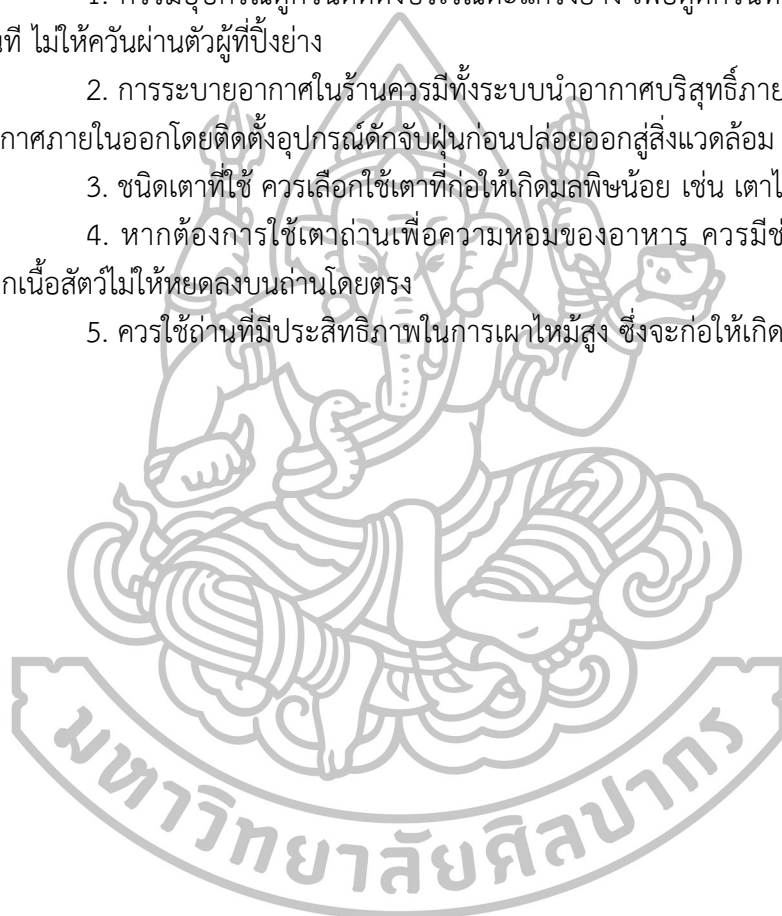 ที ไม่ให้ควันผ่านตัวผู้ที่ปิ้งย่าง
2. การระบายอากาศในร้านควรมีทั้งระบบนำอากาศบริสุทธิ์ภาย
กาศภายในออกโดยติดตั้งอุปกรณ์ดักจับฝุ่นก่อนปล่อยออกสู่สิ่งแวดล้อม
3. ชนิดเตาที่ใช้ ควรเลือกใช้เตาที่ก่อให้เกิดมลพิษน้อย เช่น เตาไ
4. หากต้องการใช้เตาถ่านเพื่อความหอมของอาหาร ควรมีช
กเนื้อสัตว์ไม่ให้หยดลงบนถ่านโดยตรง
5. ควรใช้ถ่านที่มีประสิทธิภาพในการเผาไหม้สูง ซึ่งจะก่อให้เกิด
มหาวิทยาลัยศิลปากร